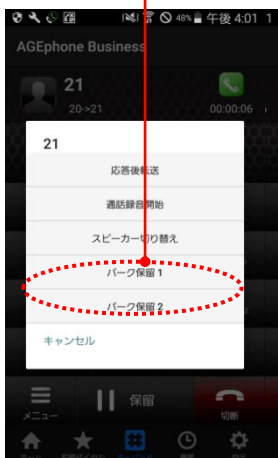 48% 午後 4:01 1
AGEphone Business
21
20->21
00:00:06
21
応答後転送
通話録音開始
スピーカー切り替え
パーク保留 1
パーク保留 2
キャンセル
メニュー
保留
切断